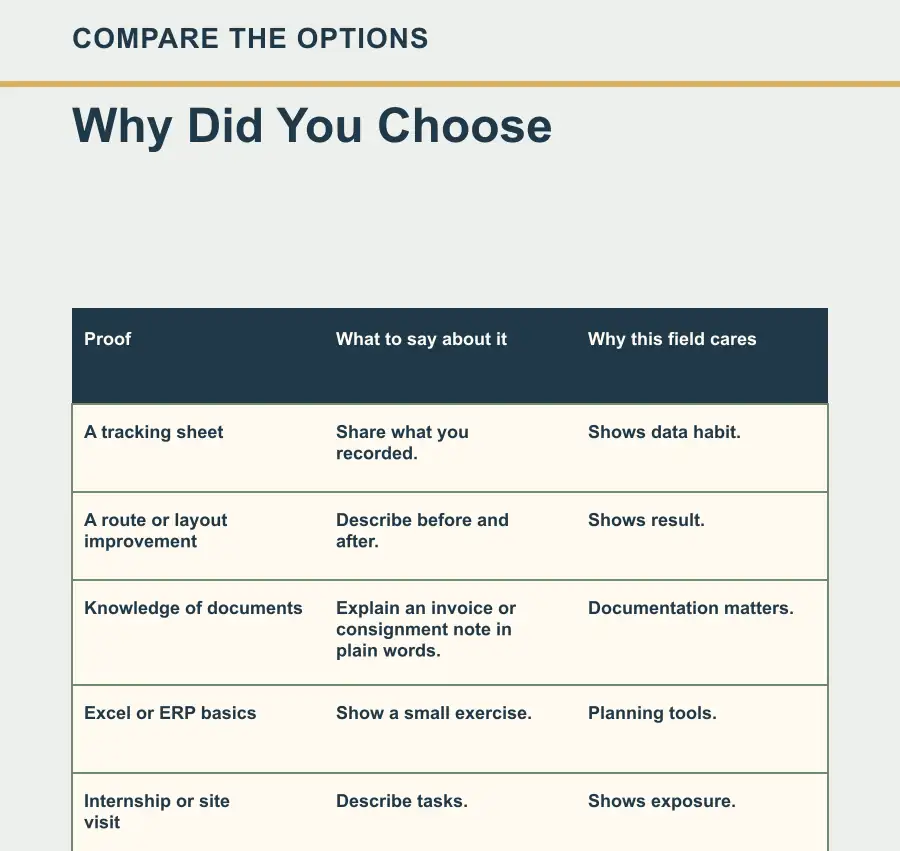 COMPARE THE OPTIONS
Why Did You Choose
Proof
What to say about it
Why this field cares
A tracking sheet
Share what you
recorded.
Shows data habit.
A route or layout
improvement
Describe before and
after.
Shows result.
Knowledge of documents
Explain an invoice or
consignment note in
plain words.
Documentation matters.
Excel or ERP basics
Show a small exercise.
Planning tools.
Internship or site
visit
Describe tasks.
Shows exposure.